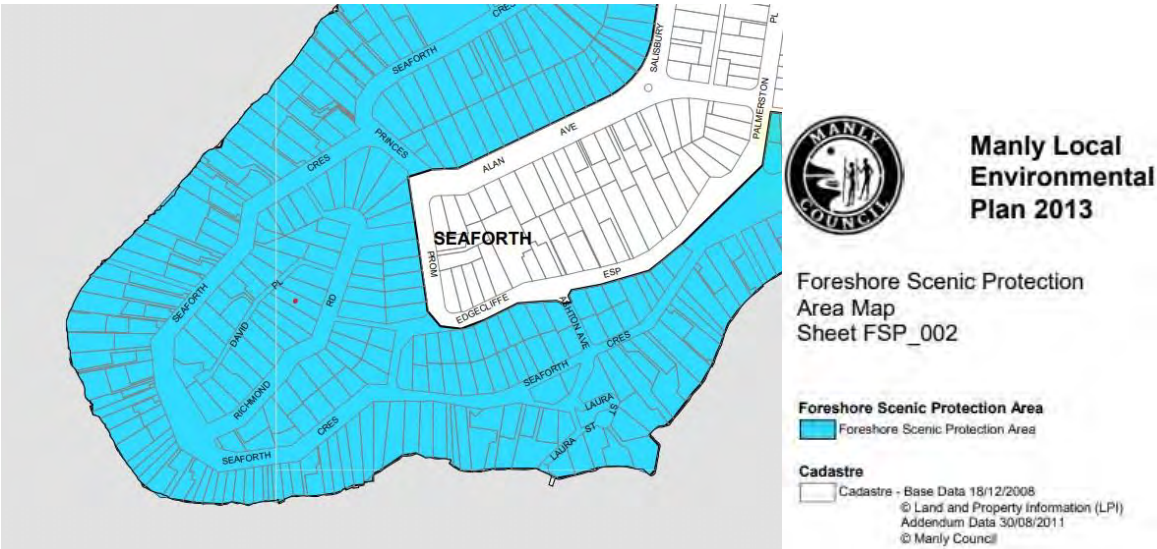 CRES
SEAFORTH
SALISBURY
PL
PALMERSTON
AVE
ALAN
PRINCES
CRES
SEAFORTH
PROM
ESP
EDGECLIFFE
SEAFORTH
PL
RD
DAVID
RICHMOND
ASHTON AVE
CRES
SEAFORTH
CRES
LAURA
ST
LAURA ST
SEAFORTH
MANLY
COUNCIL
Manly Local
Environmental
Plan 2013
Foreshore Scenic Protection
Area Map
Sheet FSP_002
Foreshore Scenic Protection Area
Foreshore Scenic Protection Area
Cadastre
Cadastre - Base Data 18/12/2008
© Land and Property Information (LPI)
Addendum Data 30/08/2011
© Manly Council